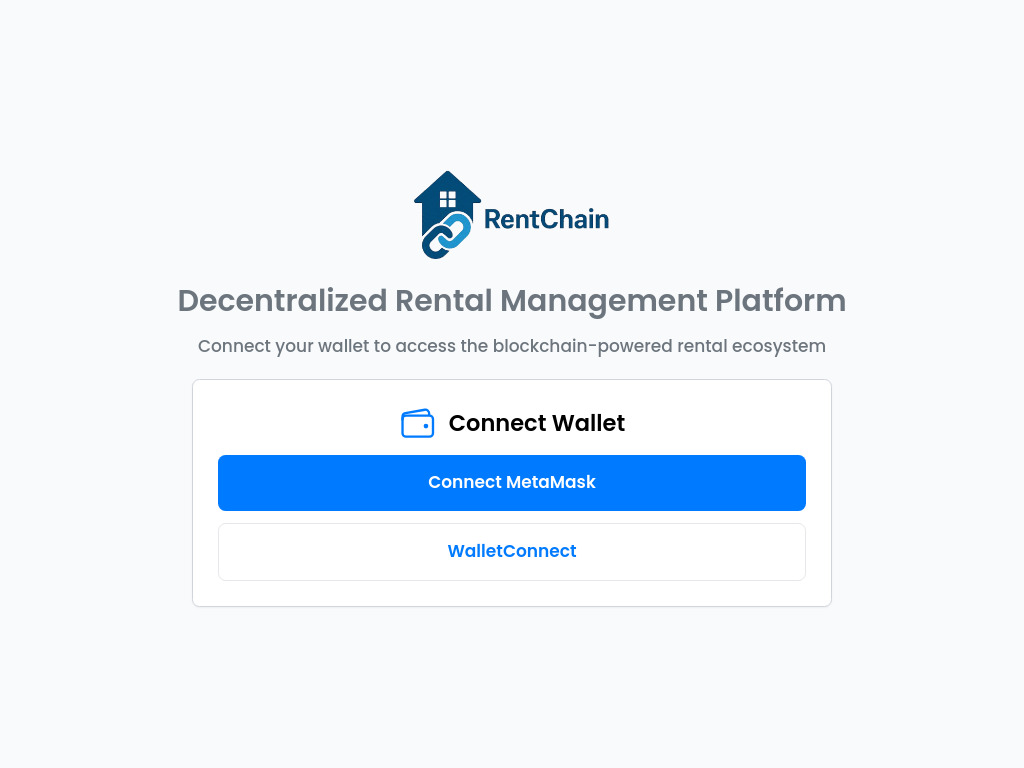 RentChain
Decentralized Rental Management Platform
Connect your wallet to access the blockchain-powered rental ecosystem
Connect Wallet
Connect MetaMask
WalletConnect